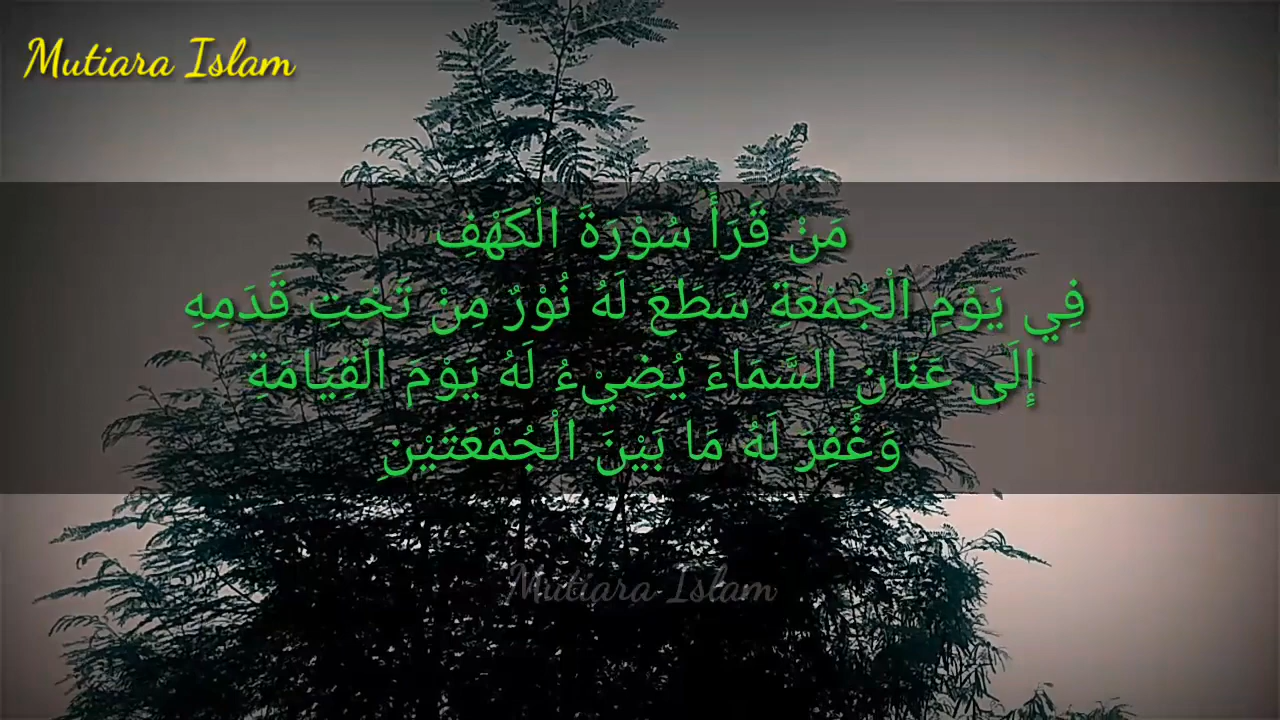 Mutiara Islam
مَنْ قَرَأَ سُوْرَةَ الْكَهْفِ
فِي يَوْمِ الْجُمْعَةِ سَطَعَ لَهُ نُوْرٌ مِنْ تَحْتِ قَدَمِهِ
إِلَى عَنَانِ السَّمَاءَ يُضِيْءُ لَهُ يَوْمَ الْقِيَامَةِ
وَغُفِرَ لَهُ مَا بَيْنَ الْجُمْعَتَيْنِ
Mutiara Islam